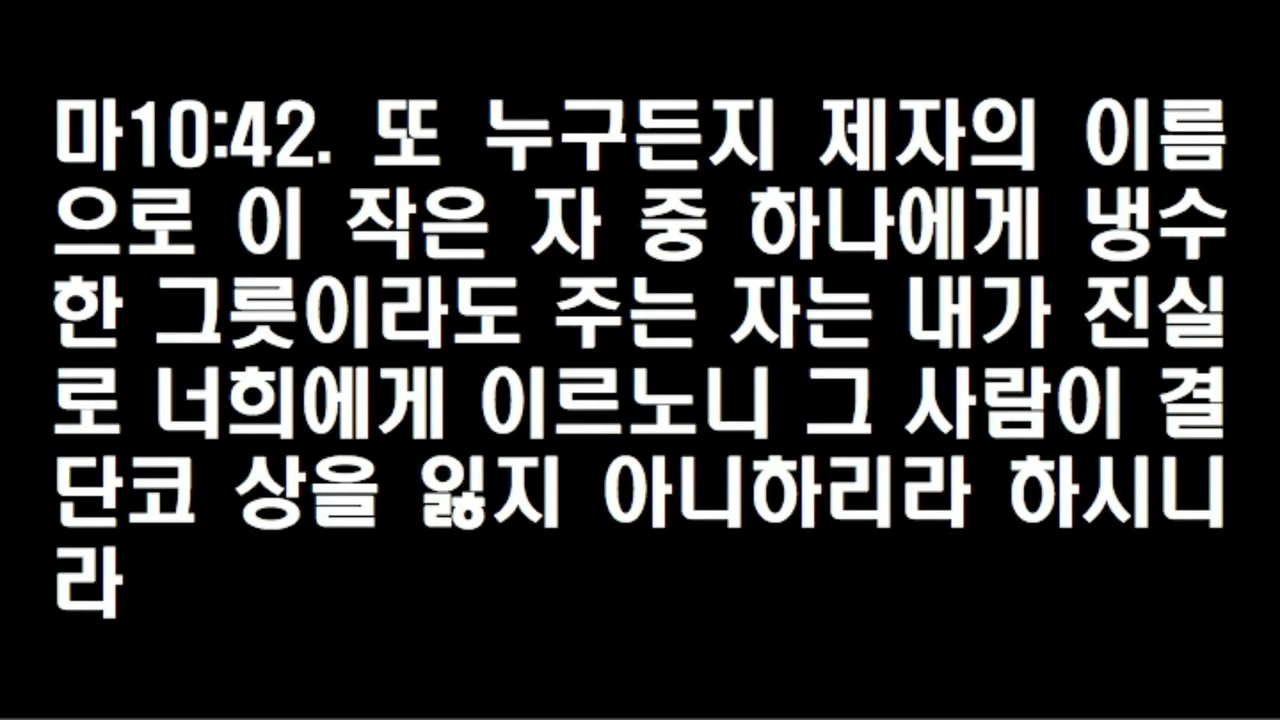 마10:42. 또 누구든지 제자의 이름
으로 이 작은 자 중 하나에게 냉수
한 그릇이라도 주는 자는 내가 진실
로 너희에게 이르노니 그 사람이 결
단코 상을 잃지 아니하리라 하시니
라